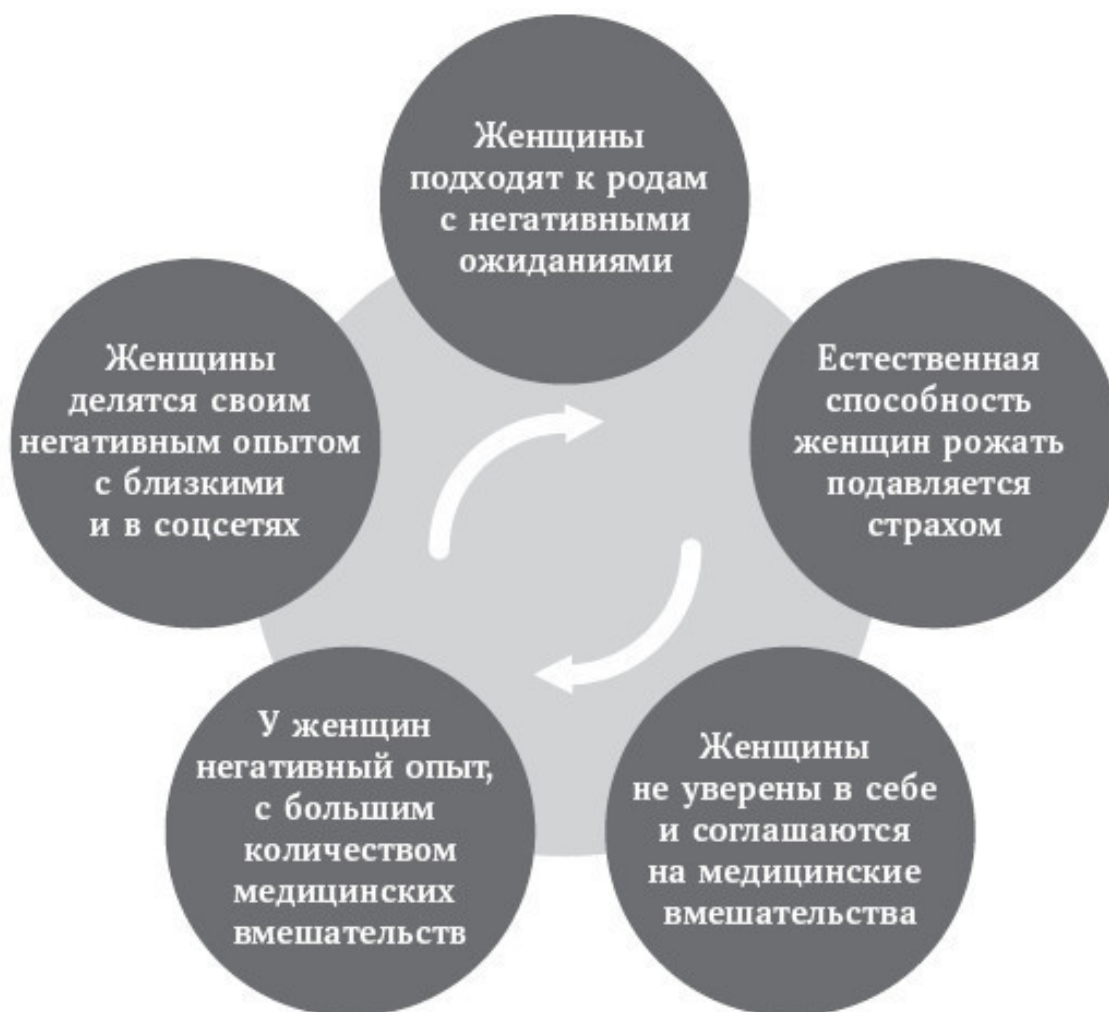 Женщины
подходят к родам
с негативными
ожиданиями
Естественная
способность
женщин рожать
подавляется
страхом
Женщины
не уверены в себе
и соглашаются
на медицинские
вмешательства
У женщин
негативный опыт,
с большим
количеством
медицинских
вмешательств
Женщины
делятся своим
негативным опытом
с близкими
и в соцсетях